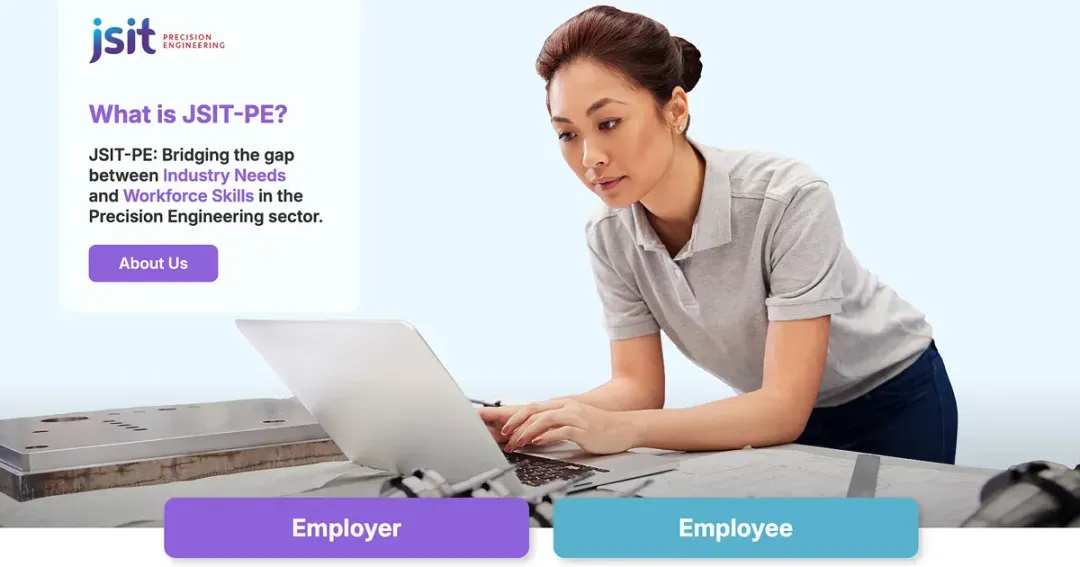 jsit PRECISION
ENGINEERING
What is JSIT-PE?
JSIT-PE: Bridging the gap
between Industry Needs
and Workforce Skills in the
Precision Engineering sector.
About Us
Employer
Employee